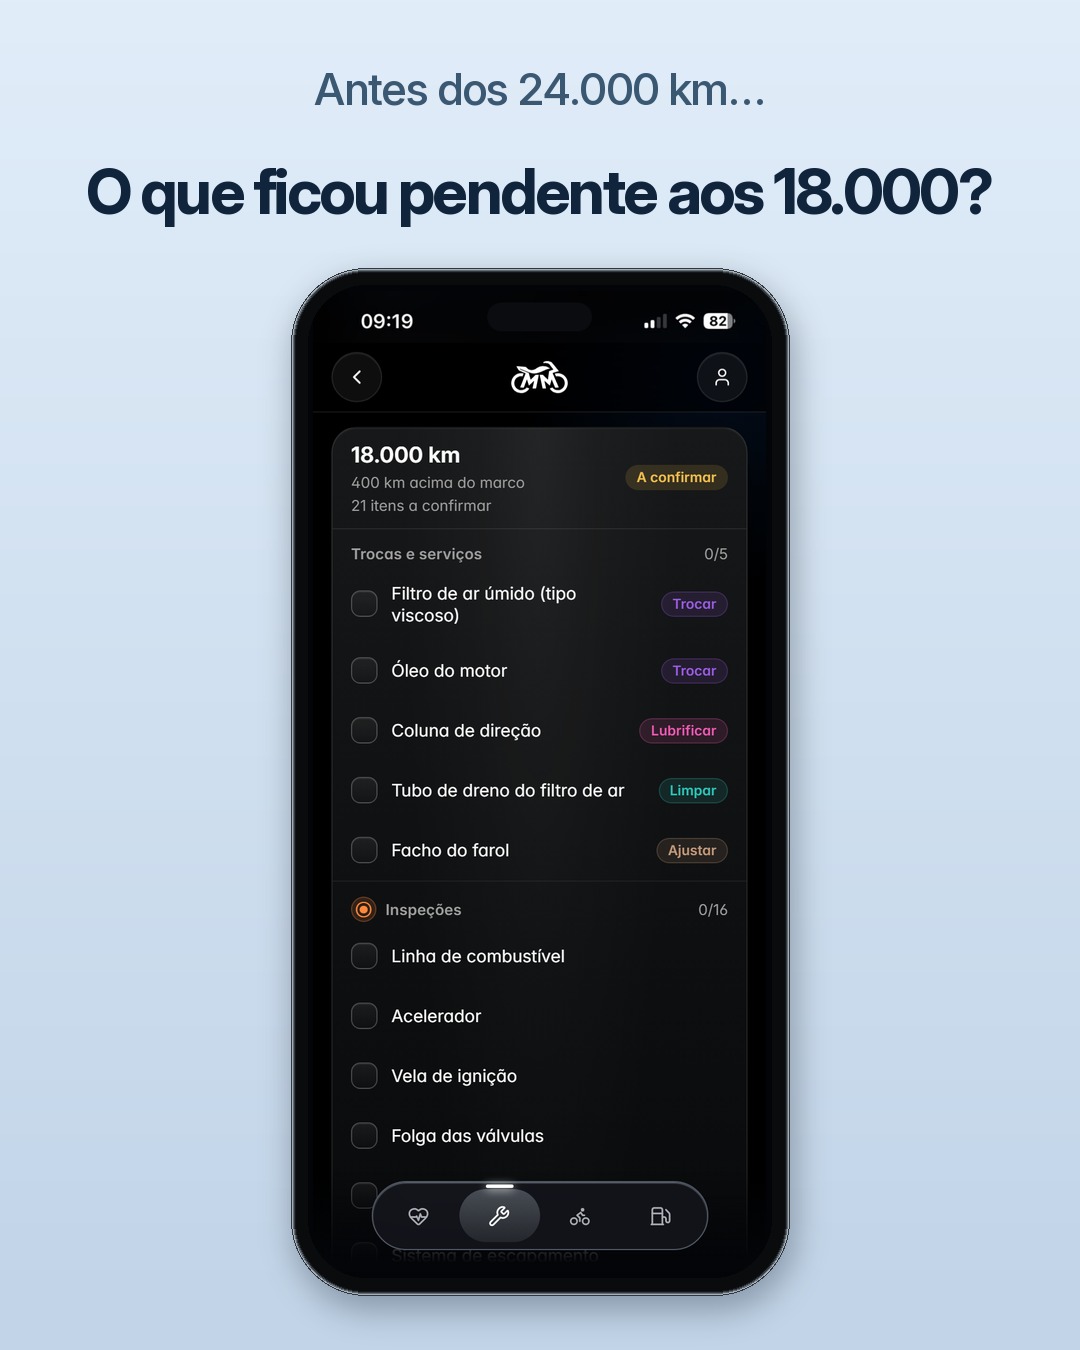 Antes dos 24.000 km...
O que ficou pendente aos 18.000?
09:19
82
MM
18.000 km
400 km acima do marco
21 itens a confirmar
A confirmar
Trocas e serviços
0/5
Filtro de ar úmido (tipo
viscoso)
Trocar
Óleo do motor
Trocar
Coluna de direção
Lubrificar
Tubo de dreno do filtro de ar
Limpar
Facho do farol
Ajustar
Inspeções
0/16
Linha de combustível
Acelerador
Vela de ignição
Folga das válvulas
Sistema de escapamento